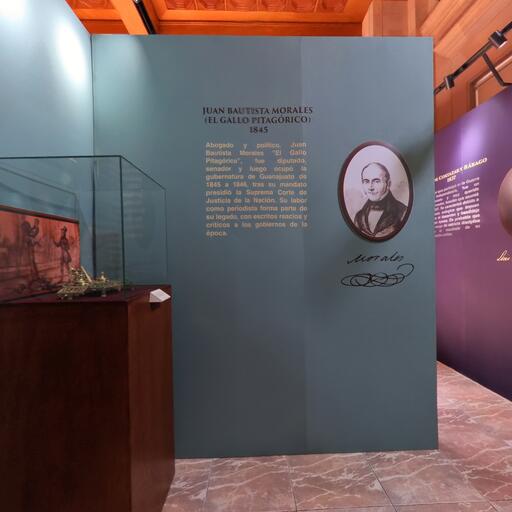 JUAN BAUTISTA MORALES
(EL GALLO PITAGÓRICO)
1845
Abogado y político, Juan
Bautista Morales "El Gallo
Pitagórico", fue diputado,
senador y luego ocupó la
gubernatura de Guanajuato de
1845 a 1846, tras su mandato
presidió la Suprema Corte de
Justicia de la Nación. Su labor
como periodista forma parte de
su legado, con escritos reacios y
críticos a los gobiernos de la
época.
Morales
RÁBAGO